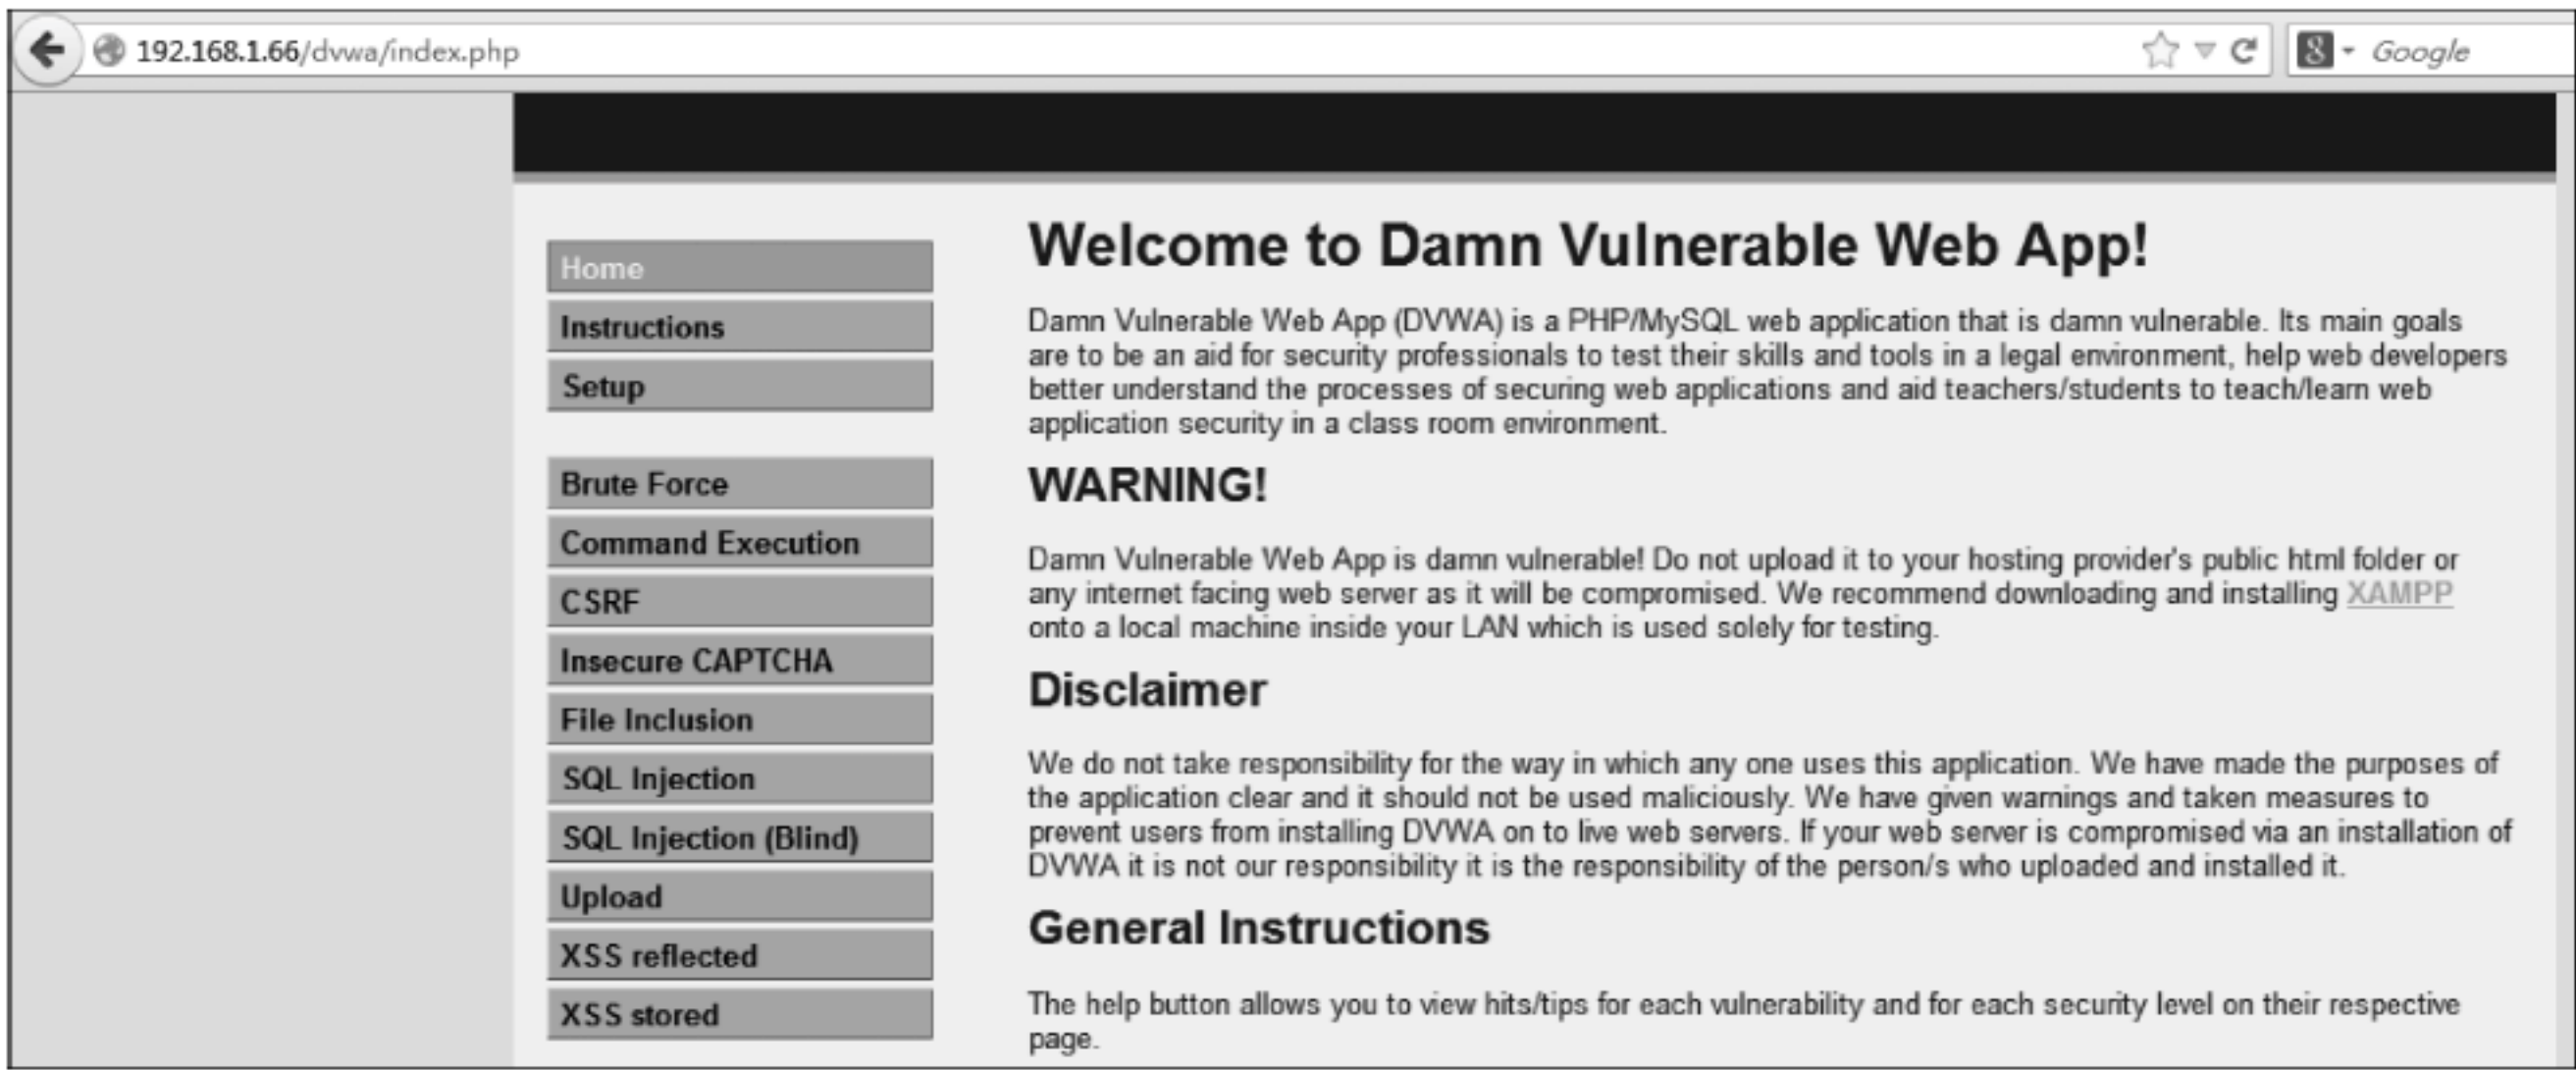 192.168.1.66/dvwa/index.php
8
Google
Home
Instructions
Setup
Brute Force
Command Execution
CSRF
Insecure CAPTCHA
File Inclusion
SQL Injection
SQL Injection (Blind)
Upload
XSS reflected
XSS stored
Welcome to Damn Vulnerable Web App!
Damn Vulnerable Web App (DVWA) is a PHP/MySQL web application that is damn vulnerable. Its main goals
are to be an aid for security professionals to test their skills and tools in a legal environment, help web developers
better understand the processes of securing web applications and aid teachers/students to teach/learn web
application security in a class room environment.
WARNING!
Damn Vulnerable Web App is damn vulnerable! Do not upload it to your hosting provider's public html folder or
any internet facing web server as it will be compromised. We recommend downloading and installing XAMPP
onto a local machine inside your LAN which is used solely for testing.
Disclaimer
We do not take responsibility for the way in which any one uses this application. We have made the purposes of
the application clear and it should not be used maliciously. We have given warnings and taken measures to
prevent users from installing DVWA on to live web servers. If your web server is compromised via an installation of
DVWA it is not our responsibility it is the responsibility of the person/s who uploaded and installed it.
General Instructions
The help button allows you to view hits/tips for each vulnerability and for each security level on their respective
page.